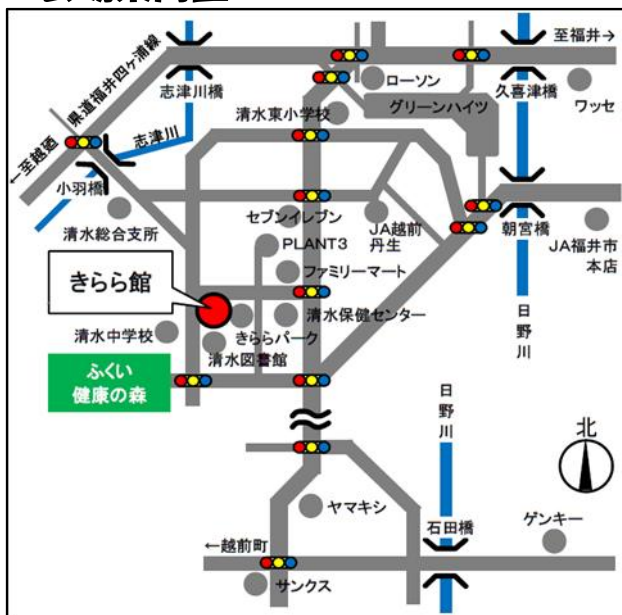 至福井→
県道福井四ヶ浦線
志津川橋
ローソン
久喜津橋
ワッセ
グリーンハイツ
清水東小学校
志津川
←至越廼
小羽橋
清水総合支所
セブンイレブン
JA越前
丹生
朝宮橋
JA福井市
本店
PLANT3
ファミリーマート
きらら館
清水保健センター
きららパーク
清水中学校
清水図書館
日野川
ふくい
健康の森
日野川
北
ヤマキシ
石田橋
ゲンキー
←越前町
サンクス